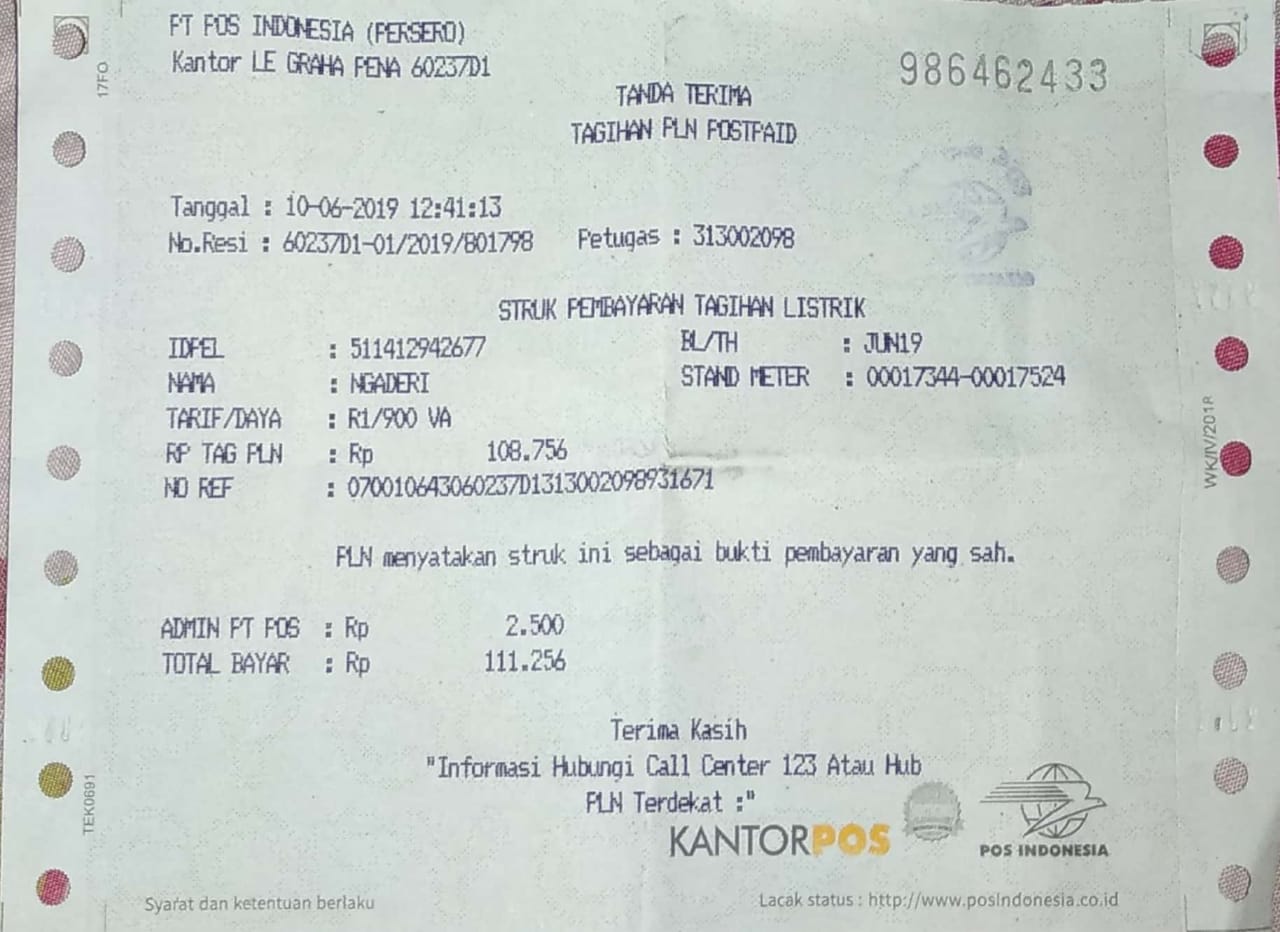 PT POS INDONESIA (PERSERO)
Kantor LE GRAHA PENA 60237D1
986462433
TANDA TERIMA
TAGIHAN PLN POSTPAID
Tanggal : 10-06-2019 12:41:13
No.Resi : 60237D1-01/2019/801798 Petugas : 313002098
STRUK PEMBAYARAN TAGIHAN LISTRIK
IDPEL : 511412942677 BL/TH : JUN19
NAMA : NGADERI STAND METER : 00017344-00017524
TARIF/DAYA : R1/900 VA
RP TAG PLN : Rp 108.756
NO REF : 070010643060237D1313002098931671
PLN menyatakan struk ini sebagai bukti pembayaran yang sah.
ADMIN PT POS : Rp 2.500
TOTAL BAYAR : Rp 111.256
Terima Kasih
"Informasi Hubungi Call Center 123 Atau Hub
PLN Terdekat :"
KANTORPOS
POS INDONESIA
Syarat dan ketentuan berlaku
Lacak status : http://www.posIndonesia.co.id
17FO
TEK0691
WK/IV/2018